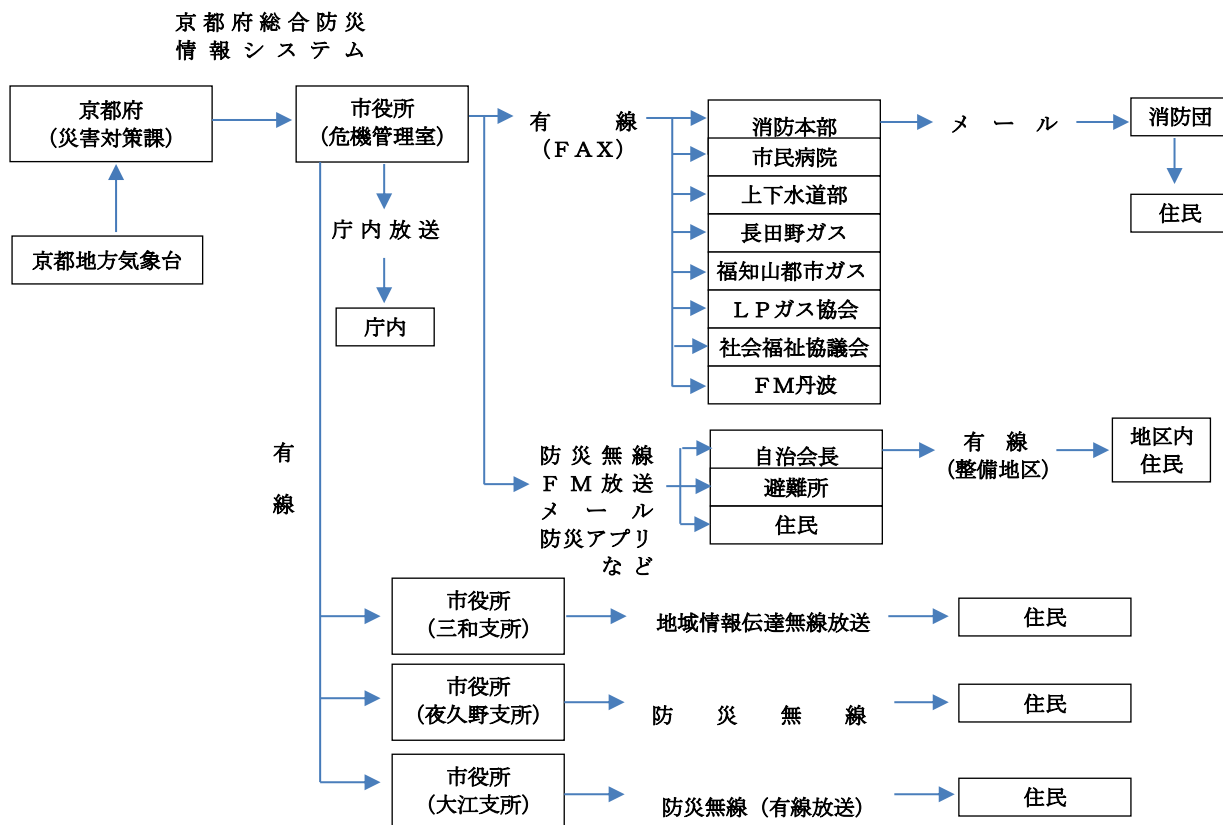 京都府総合防災
情報システム
京都府
(災害対策課)
市役所
(危機管理室)
有線
(FAX)
消防本部
市民病院
上下水道部
長田野ガス
福知山都市ガス
LPガス協会
社会福祉協議会
FM丹波
メール
消防団
住民
京都地方気象台
庁内放送
庁内
有線
防災無線
FM放送
メール
防災アプリ
など
自治会長
避難所
住民
有線
(整備地区)
地区内
住民
市役所
(三和支所)
地域情報伝達無線放送
住民
市役所
(夜久野支所)
防災無線
住民
市役所
(大江支所)
防災無線(有線放送)
住民